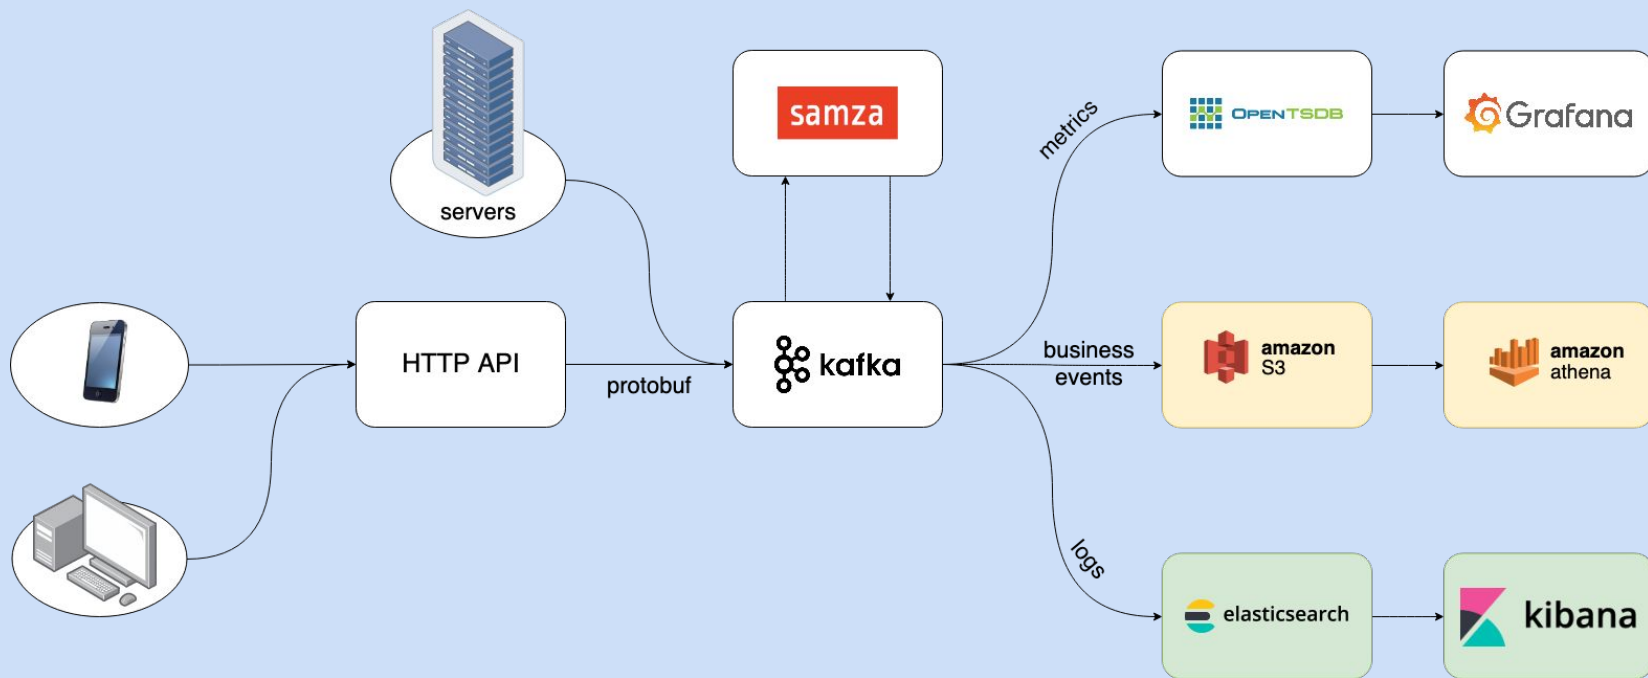 servers
samza
metrics
OPENTSDB
Grafana
HTTP API
protobuf
kafka
business
events
amazon
S3
amazon
athena
logs
elasticsearch
kibana